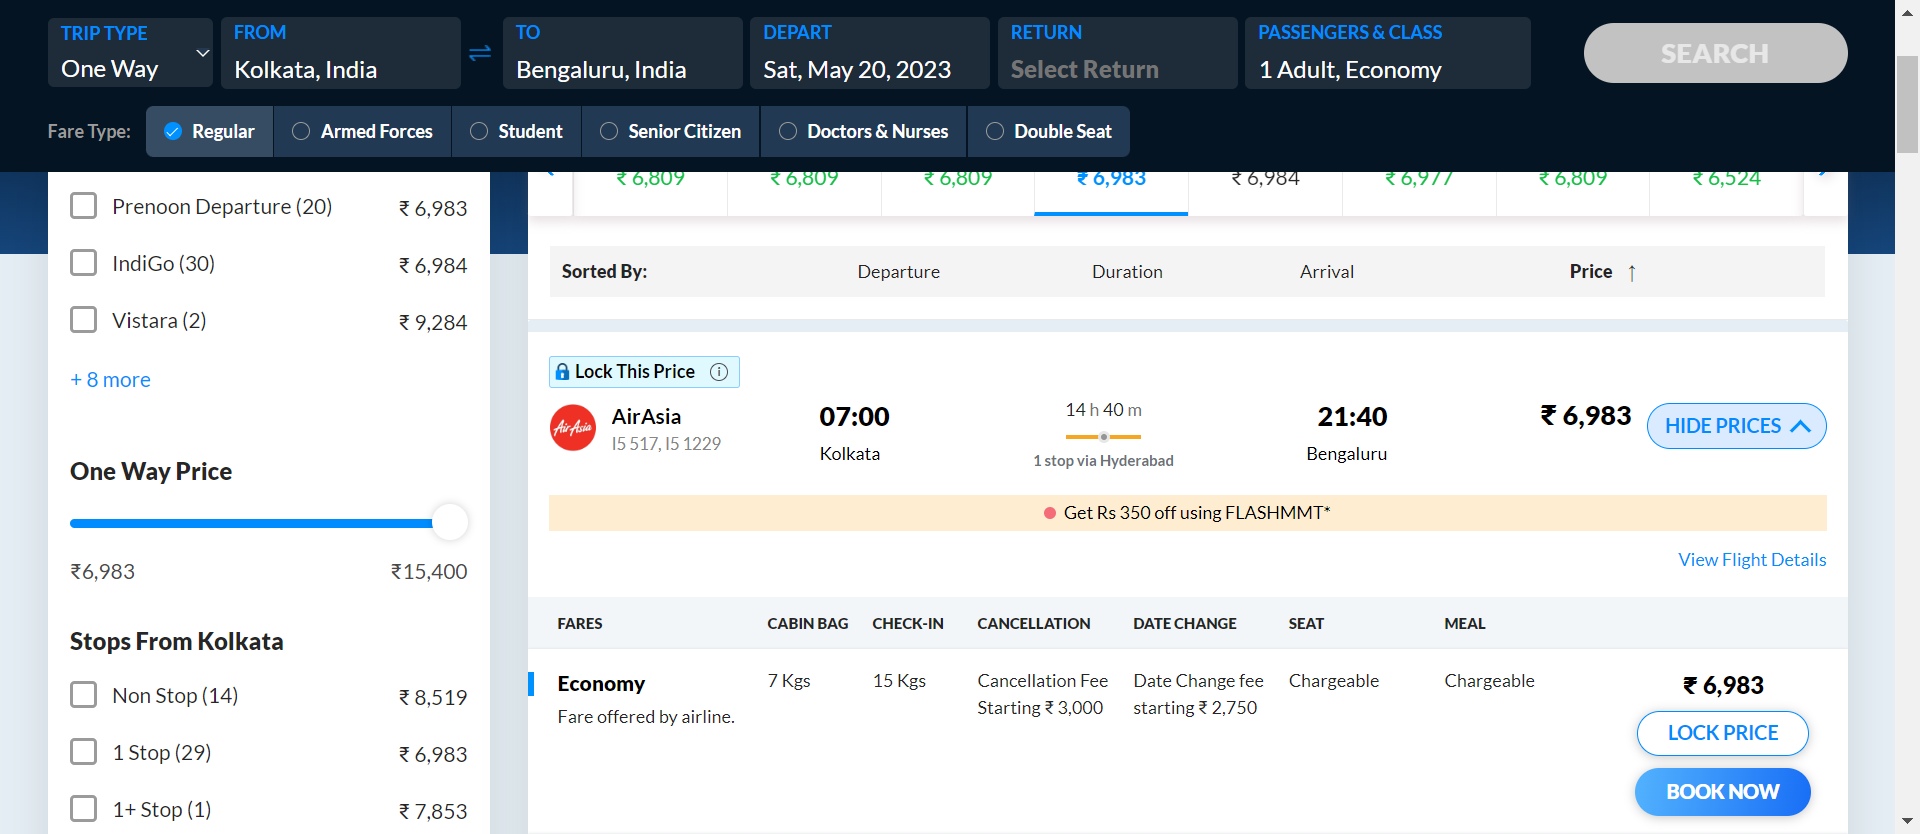 TRIP TYPE
One Way
FROM
Kolkata, India
TO
Bengaluru, India
DEPART
Sat, May 20, 2023
RETURN
Select Return
PASSENGERS & CLASS
1 Adult, Economy
SEARCH
Fare Type:
Regular
Armed Forces
Student
Senior Citizen
Doctors & Nurses
Double Seat
₹ 6,809
₹ 6,809
₹ 6,809
₹ 6,983
₹ 6,984
₹ 6,977
₹ 6,809
₹ 6,524
Prenoon Departure (20) ₹ 6,983
IndiGo (30) ₹ 6,984
Vistara (2) ₹ 9,284
+ 8 more
One Way Price
₹6,983 ₹15,400
Stops From Kolkata
Non Stop (14) ₹ 8,519
1 Stop (29) ₹ 6,983
1+ Stop (1) ₹ 7,853
Sorted By: Departure Duration Arrival Price ↑
Lock This Price
AirAsia
AirAsia
I5 517, I5 1229
07:00
Kolkata
14 h 40 m
1 stop via Hyderabad
21:40
Bengaluru
₹ 6,983
HIDE PRICES
Get Rs 350 off using FLASHMMT*
View Flight Details
FARES CABIN BAG CHECK-IN CANCELLATION DATE CHANGE SEAT MEAL
Economy
Fare offered by airline.
7 Kgs
15 Kgs
Cancellation Fee
Starting ₹ 3,000
Date Change fee
starting ₹ 2,750
Chargeable
Chargeable
₹ 6,983
LOCK PRICE
BOOK NOW